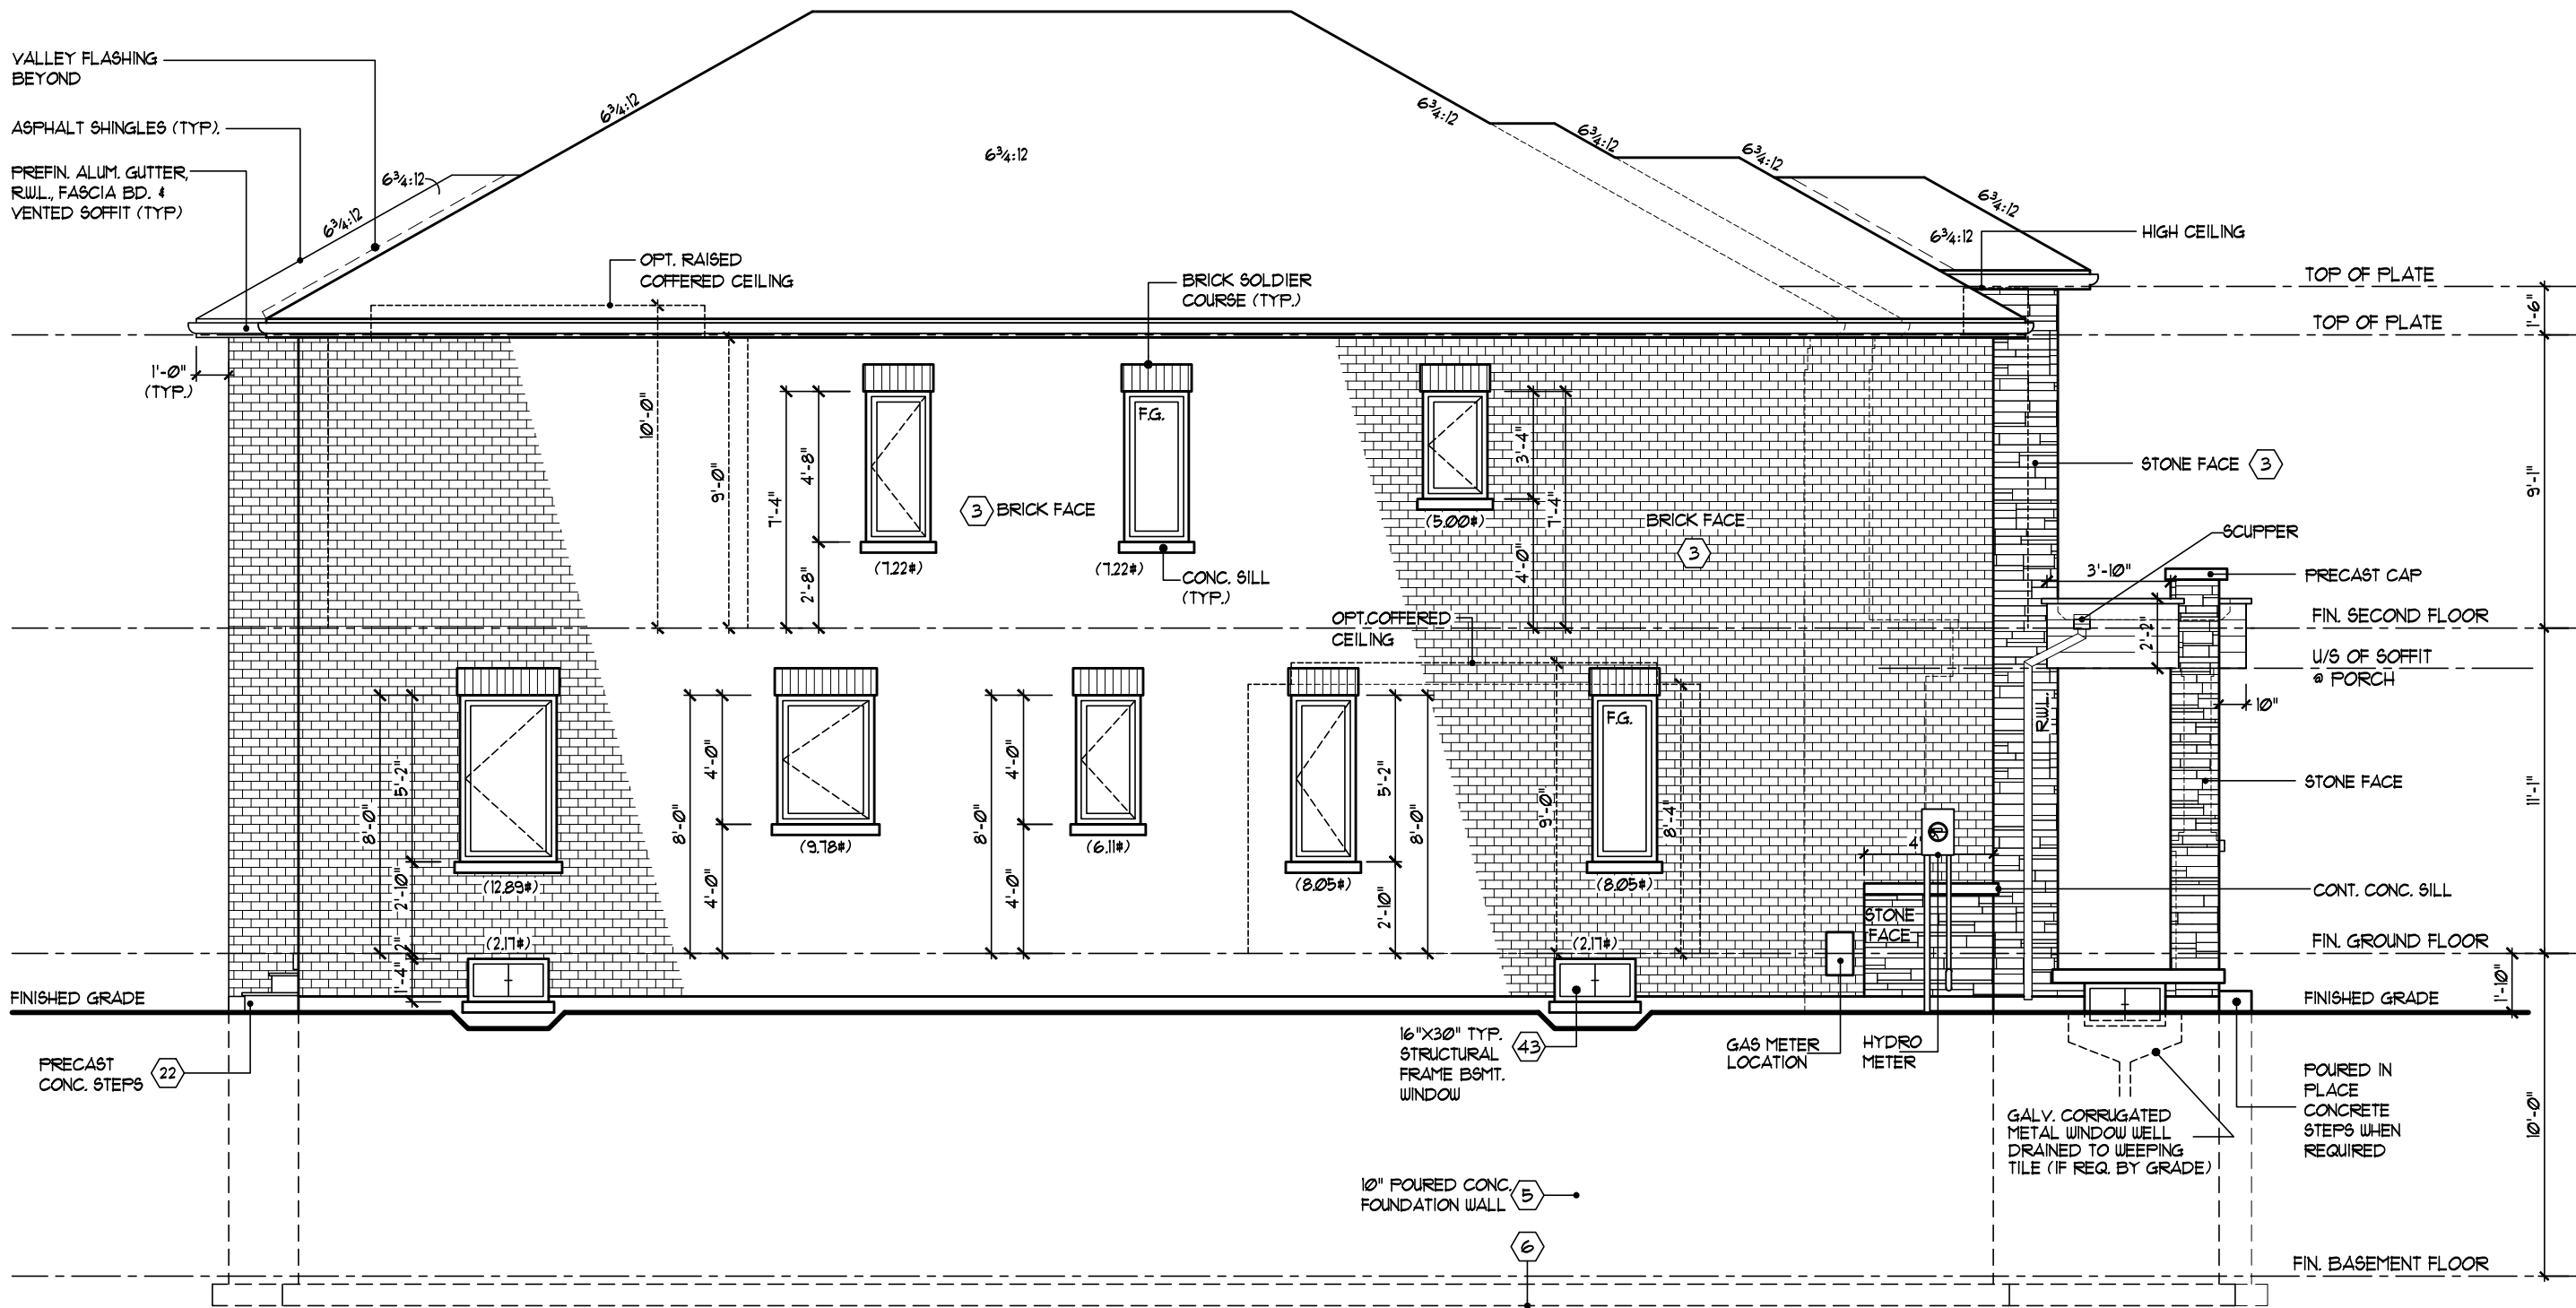 VALLEY FLASHING
BEYOND
ASPHALT SHINGLES (TYP).
PREFIN. ALUM. GUTTER,
R.W.L., FASCIA BD. &
VENTED SOFFIT (TYP)
6¾:12
6¾:12
6¾:12
6¾:12
6¾:12
6¾:12
6¾:12
6¾:12
6¾:12
HIGH CEILING
TOP OF PLATE
TOP OF PLATE
1'-6"
OPT. RAISED
COFFERED CEILING
BRICK SOLDIER
COURSE (TYP.)
1'-0"
(TYP.)
10'-0"
9'-0"
7'-4"
4'-8"
2'-8"
(7.22#)
3 BRICK FACE
F.G.
(7.22#)
CONC. SILL
(TYP.)
3'-4"
4'-0"
7'-4"
(5.00#)
BRICK FACE
3
STONE FACE 3
9'-1"
SCUPPER
3'-10"
PRECAST CAP
FIN. SECOND FLOOR
2'-2"
U/S OF SOFFIT
@ PORCH
10"
R.W.L.
OPT.COFFERED
CEILING
8'-0"
5'-2"
2'-10"
(12.89#)
8'-0"
4'-0"
4'-0"
(9.78#)
8'-0"
4'-0"
4'-0"
(6.11#)
(8.05#)
5'-2"
2'-10"
8'-0"
9'-0"
F.G.
8'-4"
(8.05#)
4'
STONE FACE
11'-1"
CONT. CONC. SILL
STONE
FACE
FIN. GROUND FLOOR
2"
1'-4"
(2.17#)
(2.17#)
1'-10"
FINISHED GRADE
FINISHED GRADE
PRECAST
CONC. STEPS 22
16"X30" TYP.
STRUCTURAL
FRAME BSMT.
WINDOW
43
GAS METER
LOCATION
HYDRO
METER
GALV. CORRUGATED
METAL WINDOW WELL
DRAINED TO WEEPING
TILE (IF REQ. BY GRADE)
POURED IN
PLACE
CONCRETE
STEPS WHEN
REQUIRED
10'-0"
10" POURED CONC.
FOUNDATION WALL
5
6
FIN. BASEMENT FLOOR